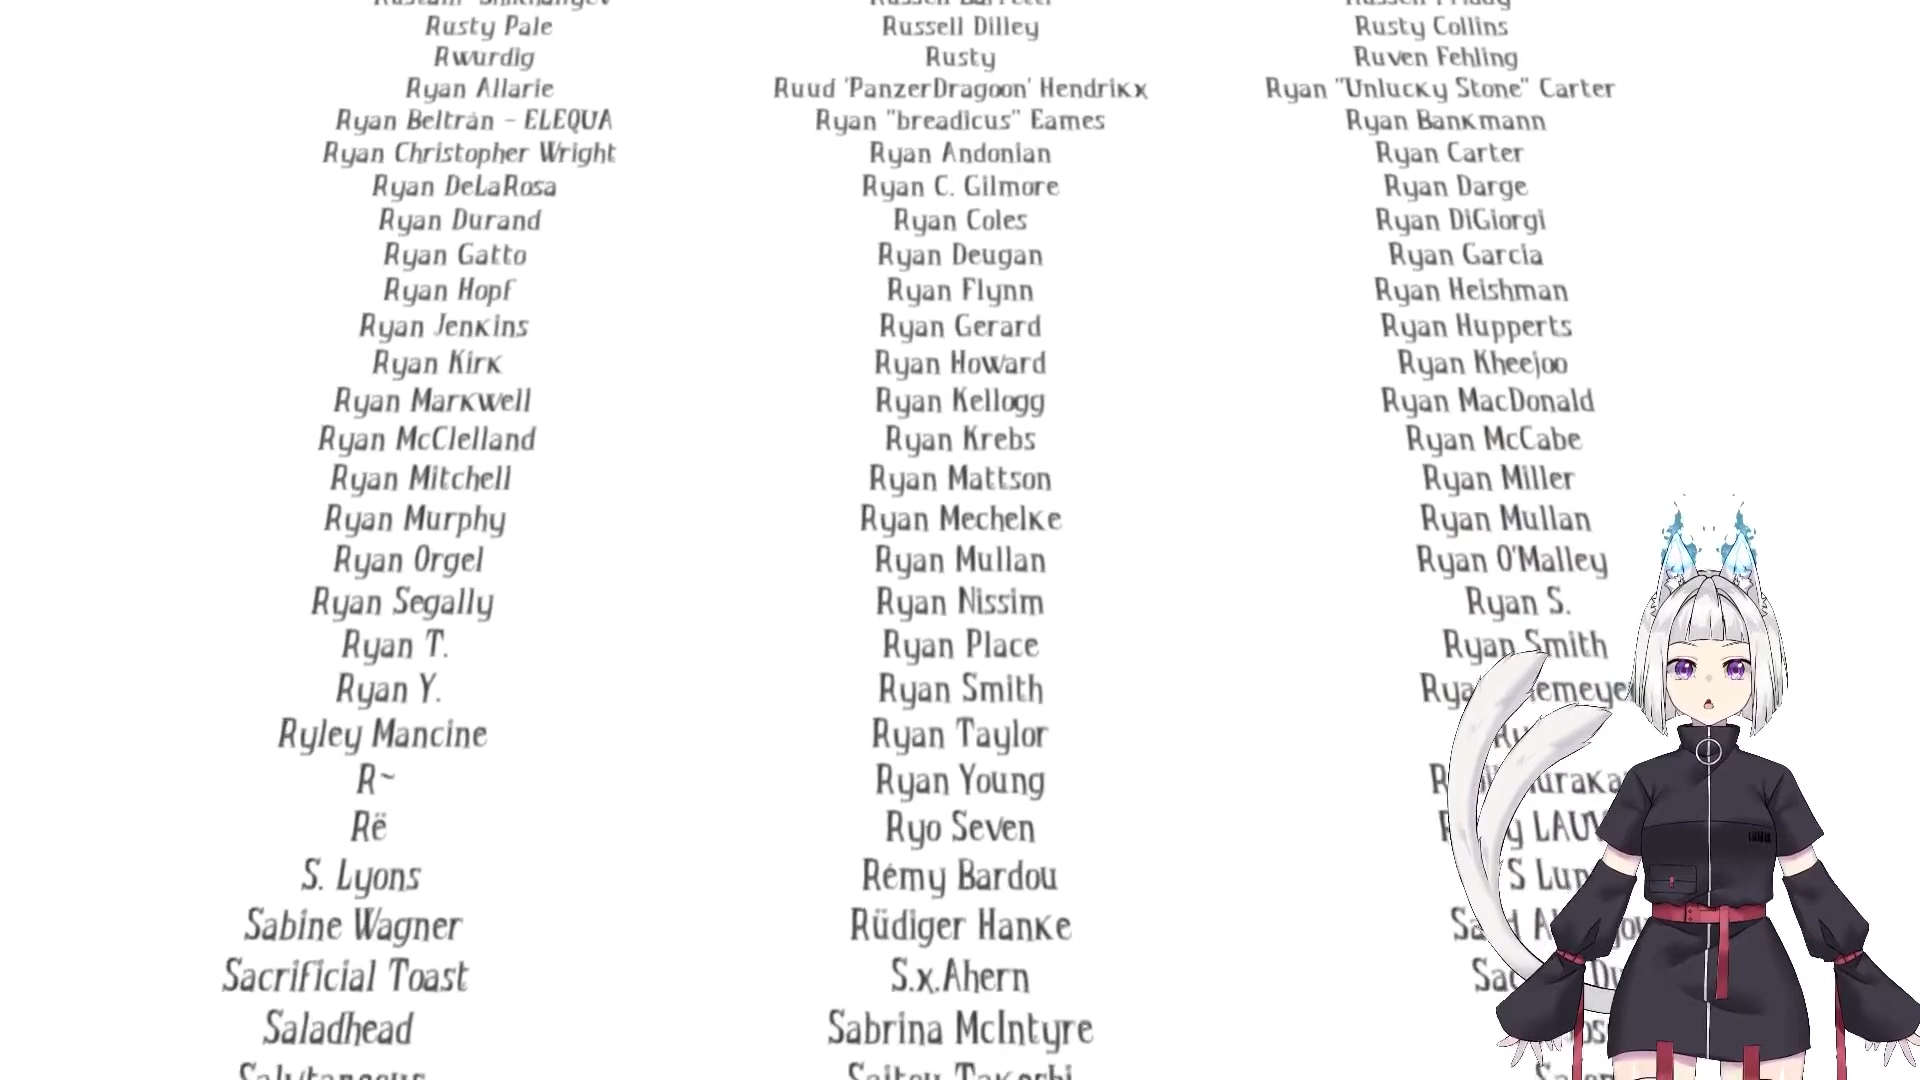 Rusty Pale
Russell Dilley
Rusty Collins
Rwurdig
Rusty
Ruven Fehling
Ryan Allarie
Ruud 'PanzerDragoon' Hendrikx
Ryan "Unlucky Stone" Carter
Ryan Beltrán - ELEQUA
Ryan "breadicus" Eames
Ryan Bankmann
Ryan Christopher Wright
Ryan Andonian
Ryan Carter
Ryan DeLaRosa
Ryan C. Gilmore
Ryan Darge
Ryan Durand
Ryan Coles
Ryan DiGiorgi
Ryan Gatto
Ryan Deugan
Ryan Garcia
Ryan Hopf
Ryan Flynn
Ryan Heishman
Ryan Jenkins
Ryan Gerard
Ryan Hupperts
Ryan Kirk
Ryan Howard
Ryan Kheejoo
Ryan Markwell
Ryan Kellogg
Ryan MacDonald
Ryan McClelland
Ryan Krebs
Ryan McCabe
Ryan Mitchell
Ryan Mattson
Ryan Miller
Ryan Murphy
Ryan Mechelke
Ryan Mullan
Ryan Orgel
Ryan Mullan
Ryan O'Malley
Ryan Segally
Ryan Nissim
Ryan S.
Ryan T.
Ryan Place
Ryan Smith
Ryan Y.
Ryan Smith
Ryley Mancine
Ryan Taylor
R~
Ryan Young
Rë
Ryo Seven
S. Lyons
Rémy Bardou
Sabine Wagner
Rüdiger Hanke
Sacrificial Toast
S.x.Ahern
Saladhead
Sabrina McIntyre